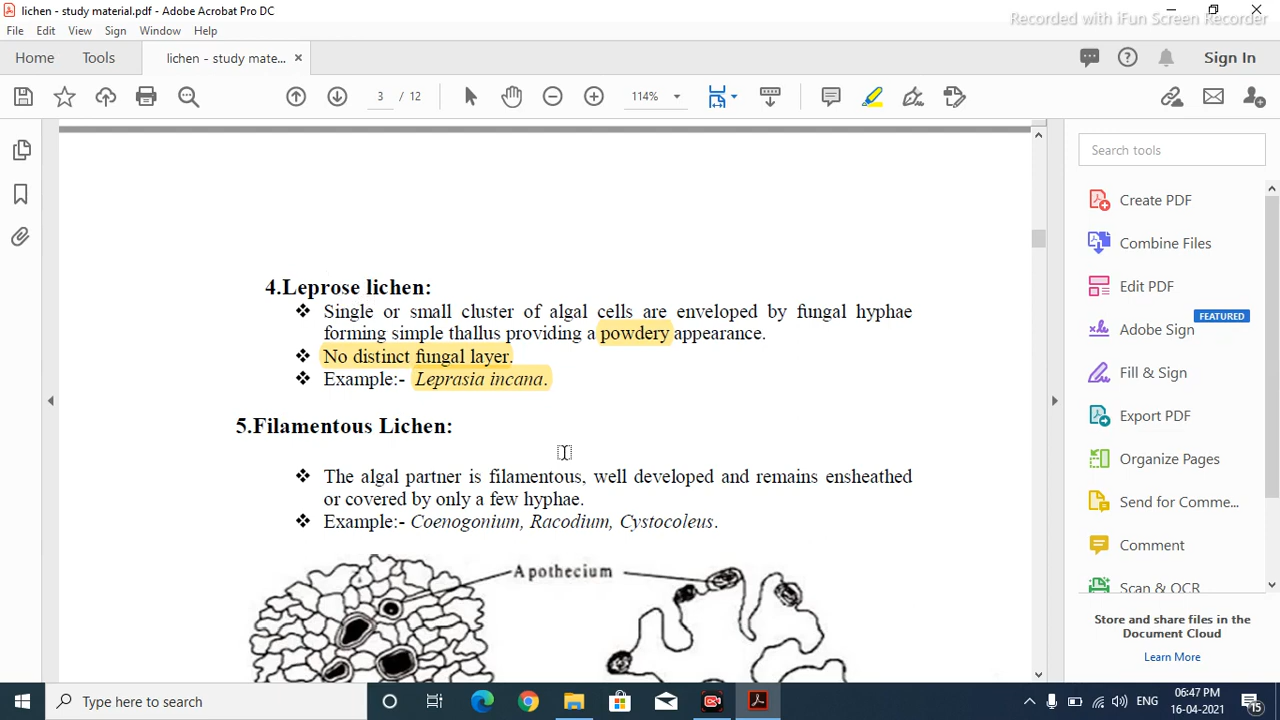 lichen - study material.pdf - Adobe Acrobat Pro DC
Recorded with iFun Screen Recorder
File Edit View Sign Window Help
Home Tools lichen - study mate... × Sign In
3 / 12 114%
Search tools
4.Leprose lichen:
❖ Single or small cluster of algal cells are enveloped by fungal hyphae
forming simple thallus providing a powdery appearance.
❖ No distinct fungal layer.
❖ Example:- Leprasia incana.
5.Filamentous Lichen:
❖ The algal partner is filamentous, well developed and remains ensheathed
or covered by only a few hyphae.
❖ Example:- Coenogonium, Racodium, Cystocoleus.
Apothecium
Create PDF
Combine Files
Edit PDF
FEATURED
Adobe Sign
Fill & Sign
Export PDF
Organize Pages
Send for Comme...
Comment
Scan & OCR
Store and share files in the
Document Cloud
Learn More
Type here to search
ENG
06:47 PM
16-04-2021
15